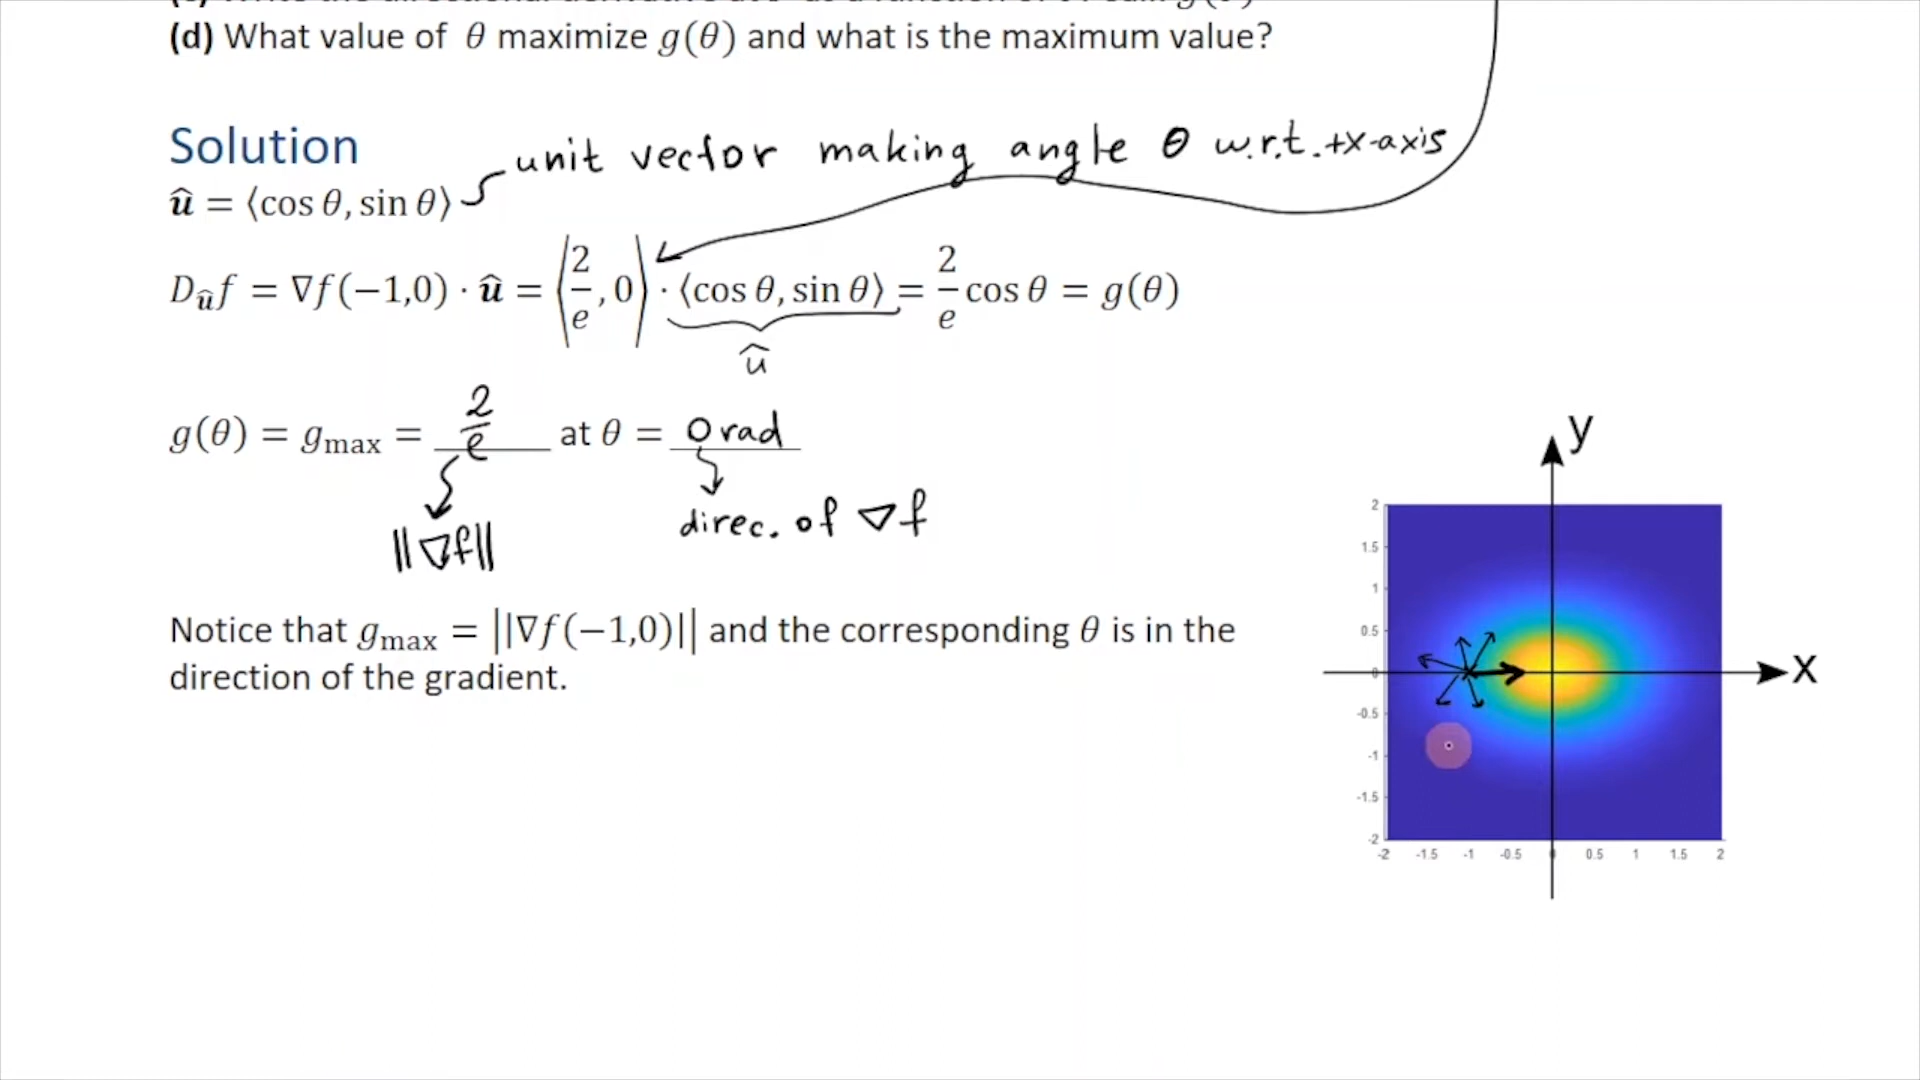 (d) What value of θ maximize g(θ) and what is the maximum value?
Solution
unit vector making angle θ w.r.t. +x-axis
û = ⟨cos θ, sin θ⟩
D_û f = ∇f(−1,0) · û = ⟨2/e, 0⟩ · ⟨cos θ, sin θ⟩ = 2/e cos θ = g(θ)
û
g(θ) = g_max = 2/e at θ = 0 rad
||∇f|| direc. of ∇f
Notice that g_max = ||∇f(−1,0)|| and the corresponding θ is in the
direction of the gradient.
y
x
2
1.5
1
0.5
0
-0.5
-1
-1.5
-2
-2 -1.5 -1 -0.5 0 0.5 1 1.5 2